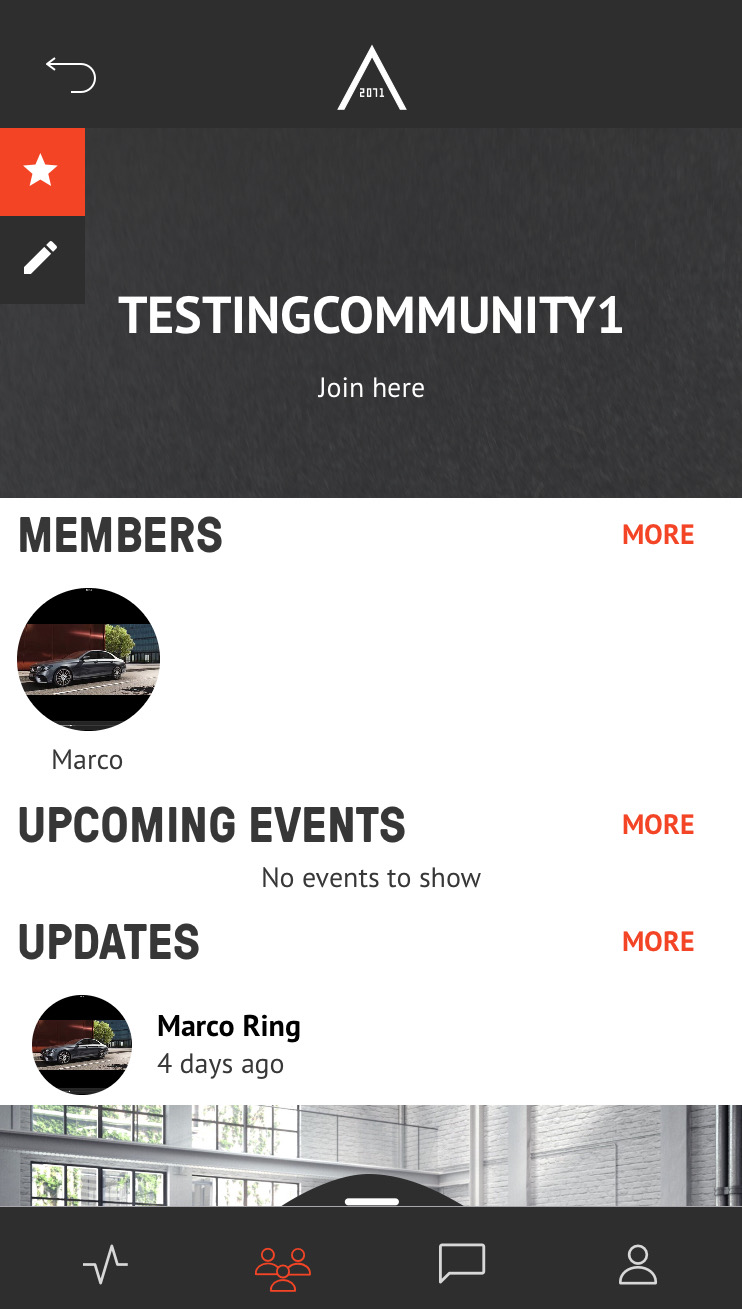 2071
TESTINGCOMMUNITY1
Join here
MEMBERS
MORE
Marco
UPCOMING EVENTS
MORE
No events to show
UPDATES
MORE
Marco Ring
4 days ago